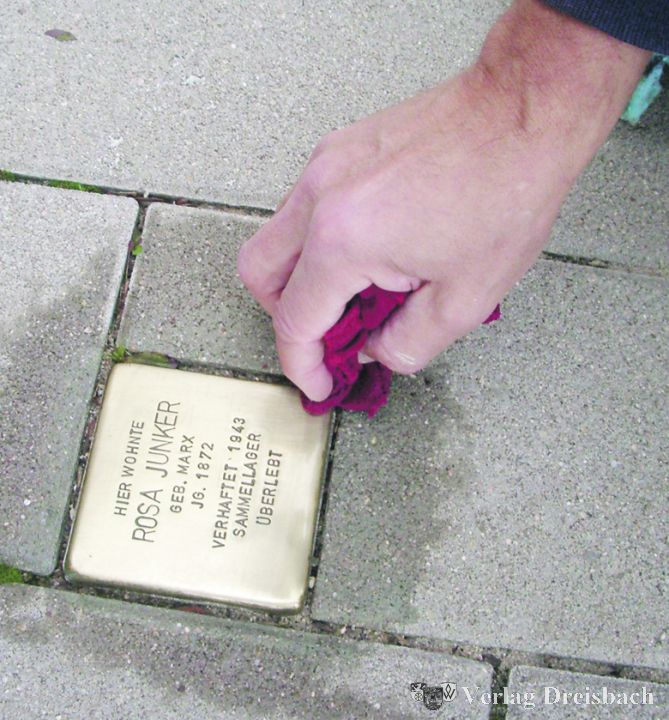 HIER WOHNTE
ROSA JUNKER
GEB. MARX
JG. 1872
VERHAFTET 1943
SAMMELLAGER
ÜBERLEBT
Verlag Dreisbach